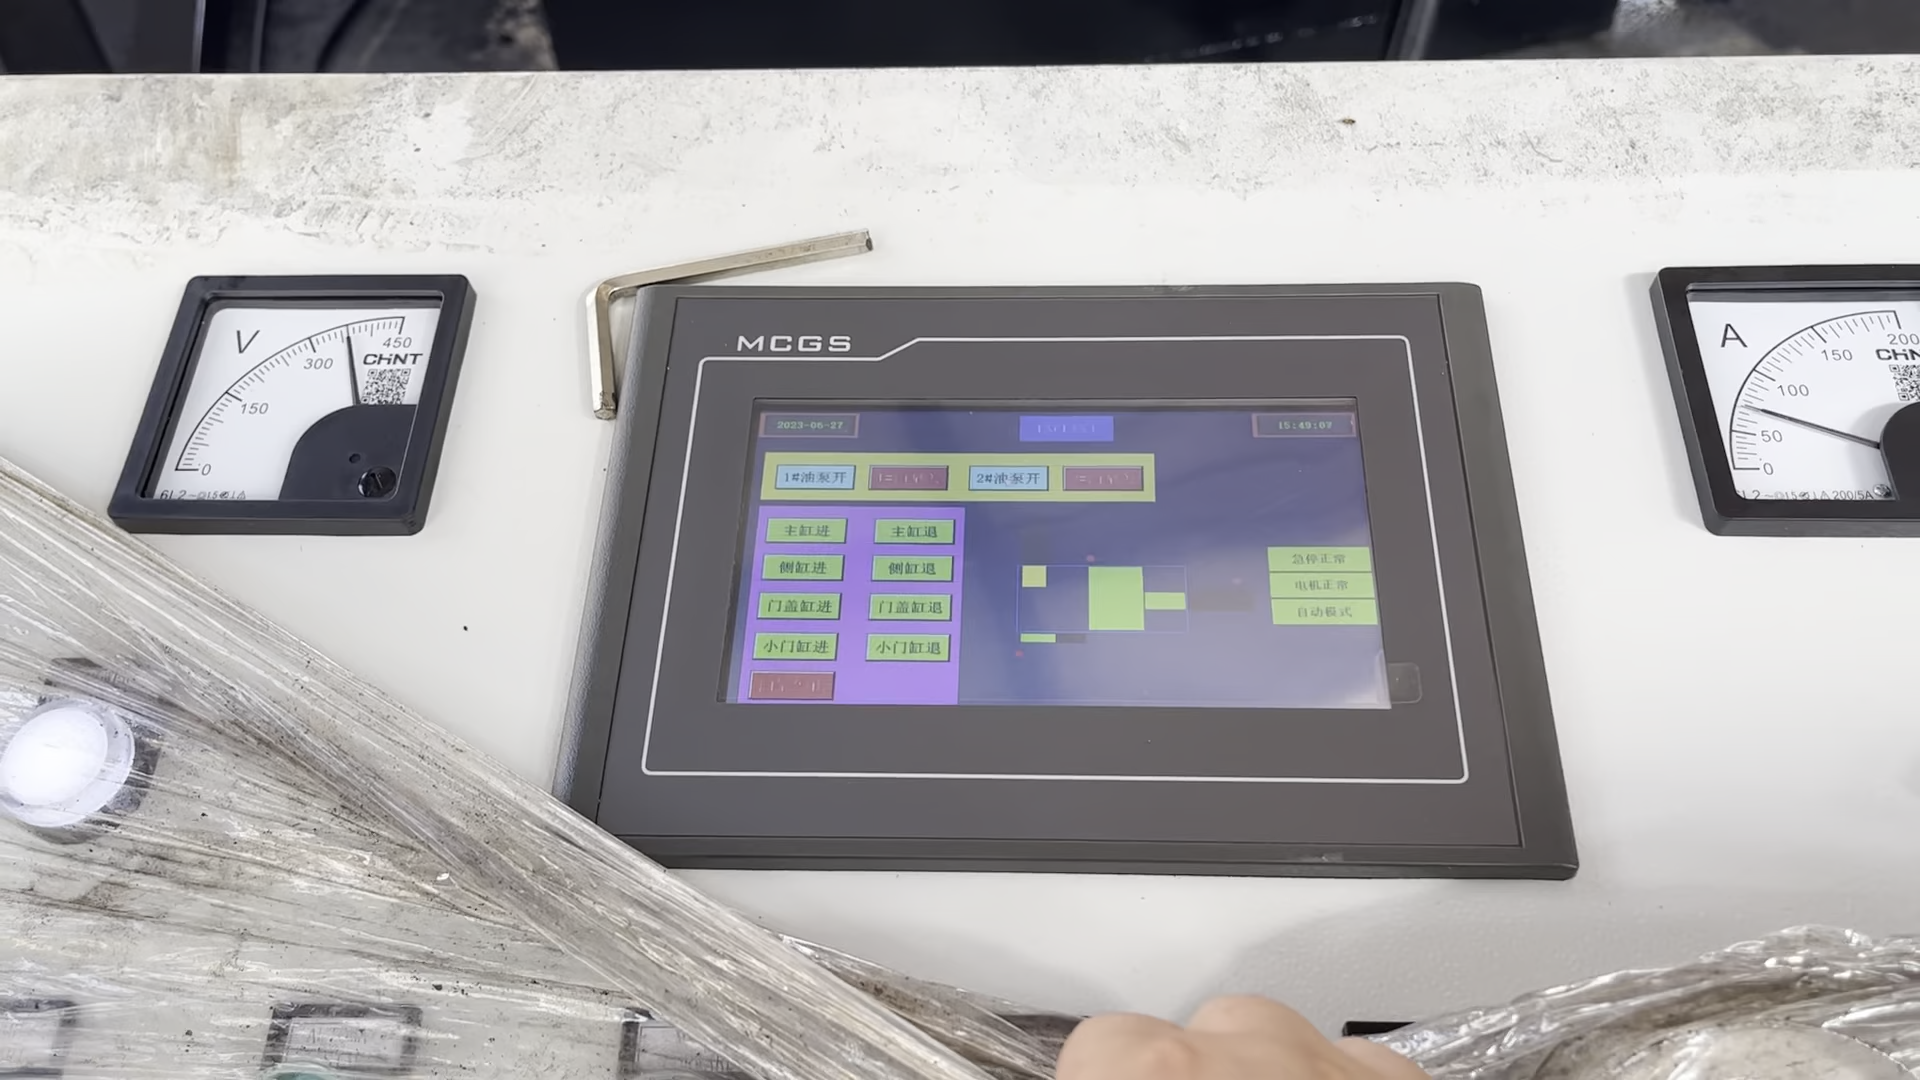 MCGS
V
0
150
300
450
CHNT
A
0
50
100
150
200
200/5A
2023-06-27
15:49:07
1#油泵开
2#油泵开
主缸进 主缸退
侧缸进 侧缸退
门盖缸进 门盖缸退
小门缸进 小门缸退
急停正常
电机正常
自动模式